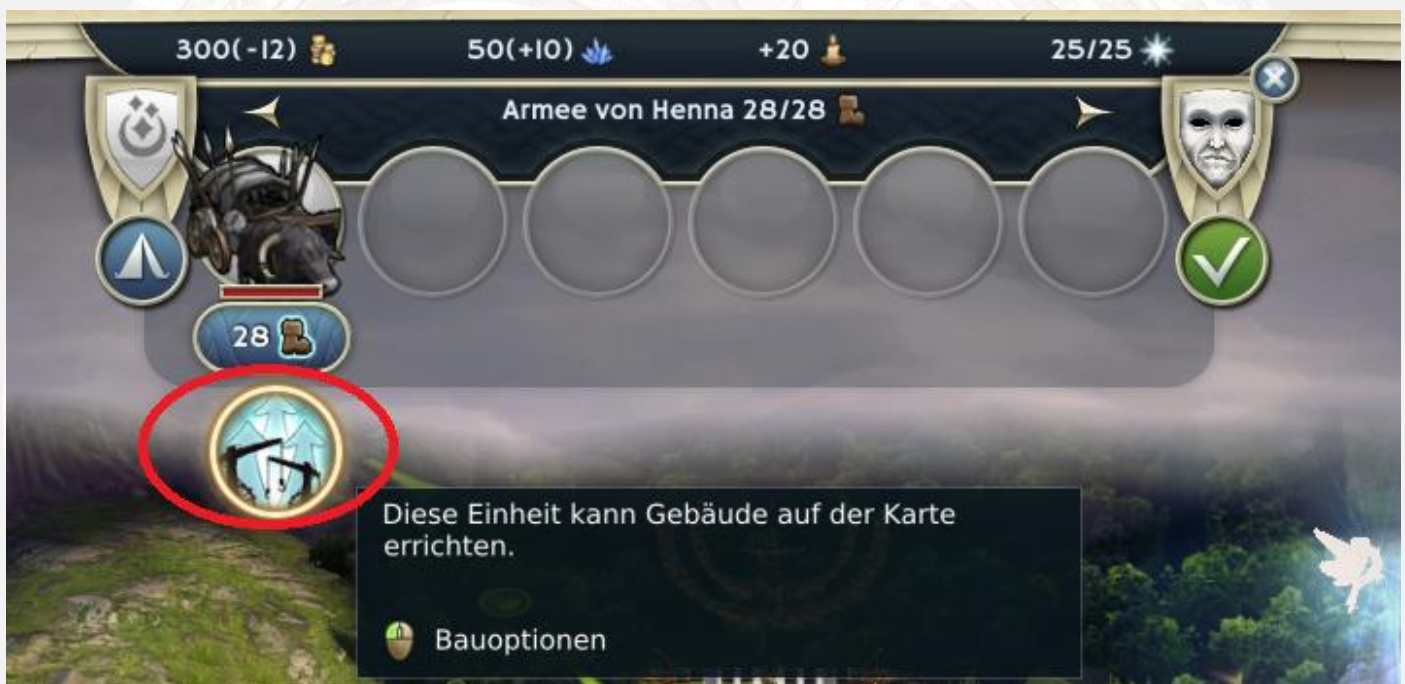 300(-12)
50(+10)
+20
25/25
Armee von Henna 28/28
28
Diese Einheit kann Gebäude auf der Karte
errichten.
Bauoptionen